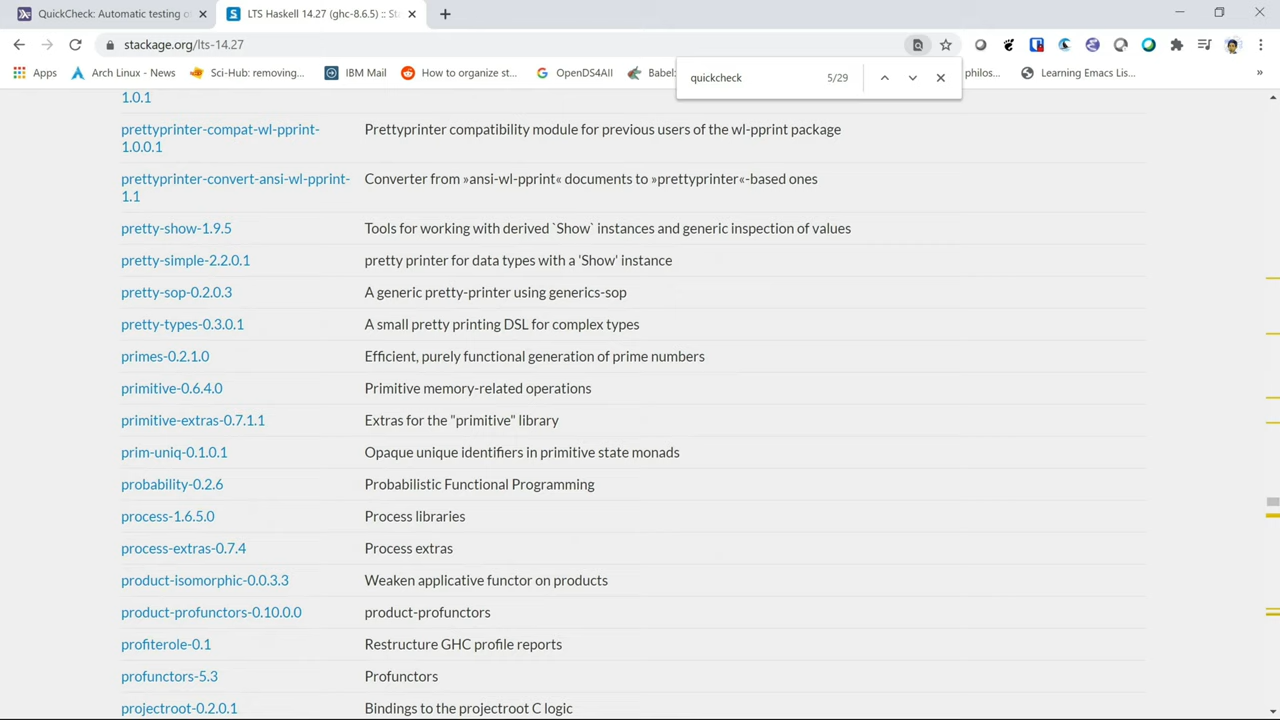 QuickCheck: Automatic testing o
LTS Haskell 14.27 (ghc-8.6.5) :: Sta
stackage.org/lts-14.27
Apps
Arch Linux - News
Sci-Hub: removing...
IBM Mail
How to organize st...
OpenDS4All
Babel:
philos...
Learning Emacs Lis...
»
quickcheck
5/29
1.0.1
prettyprinter-compat-wl-pprint-
1.0.0.1
Prettyprinter compatibility module for previous users of the wl-pprint package
prettyprinter-convert-ansi-wl-pprint-
1.1
Converter from »ansi-wl-pprint« documents to »prettyprinter«-based ones
pretty-show-1.9.5
Tools for working with derived `Show` instances and generic inspection of values
pretty-simple-2.2.0.1
pretty printer for data types with a 'Show' instance
pretty-sop-0.2.0.3
A generic pretty-printer using generics-sop
pretty-types-0.3.0.1
A small pretty printing DSL for complex types
primes-0.2.1.0
Efficient, purely functional generation of prime numbers
primitive-0.6.4.0
Primitive memory-related operations
primitive-extras-0.7.1.1
Extras for the "primitive" library
prim-uniq-0.1.0.1
Opaque unique identifiers in primitive state monads
probability-0.2.6
Probabilistic Functional Programming
process-1.6.5.0
Process libraries
process-extras-0.7.4
Process extras
product-isomorphic-0.0.3.3
Weaken applicative functor on products
product-profunctors-0.10.0.0
product-profunctors
profiterole-0.1
Restructure GHC profile reports
profunctors-5.3
Profunctors
projectroot-0.2.0.1
Bindings to the projectroot C logic